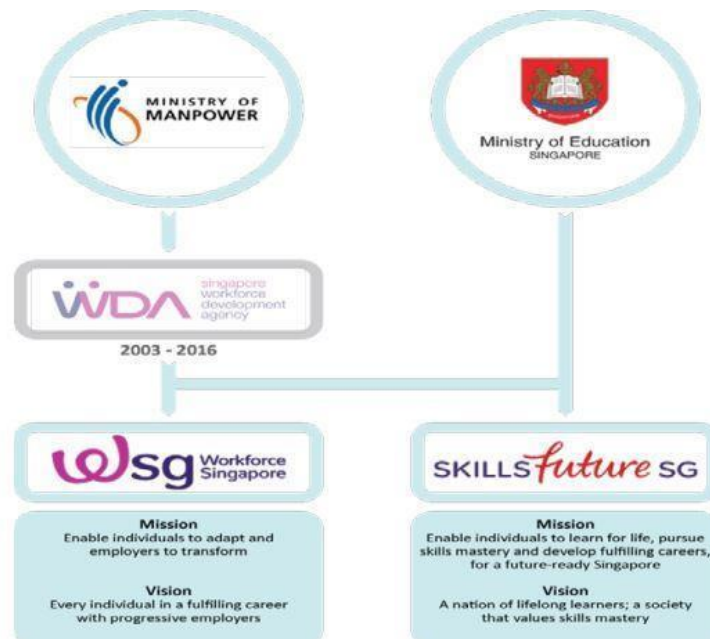 MINISTRY OF
MANPOWER
Ministry of Education
SINGAPORE
WDA
singapore
workforce
development
agency
2003 - 2016
wsg Workforce
Singapore
SKILLS future SG
Mission
Enable individuals to adapt and
employers to transform
Vision
Every individual in a fulfilling career
with progressive employers
Mission
Enable individuals to learn for life, pursue
skills mastery and develop fulfilling careers,
for a future-ready Singapore
Vision
A nation of lifelong learners; a society
that values skills mastery